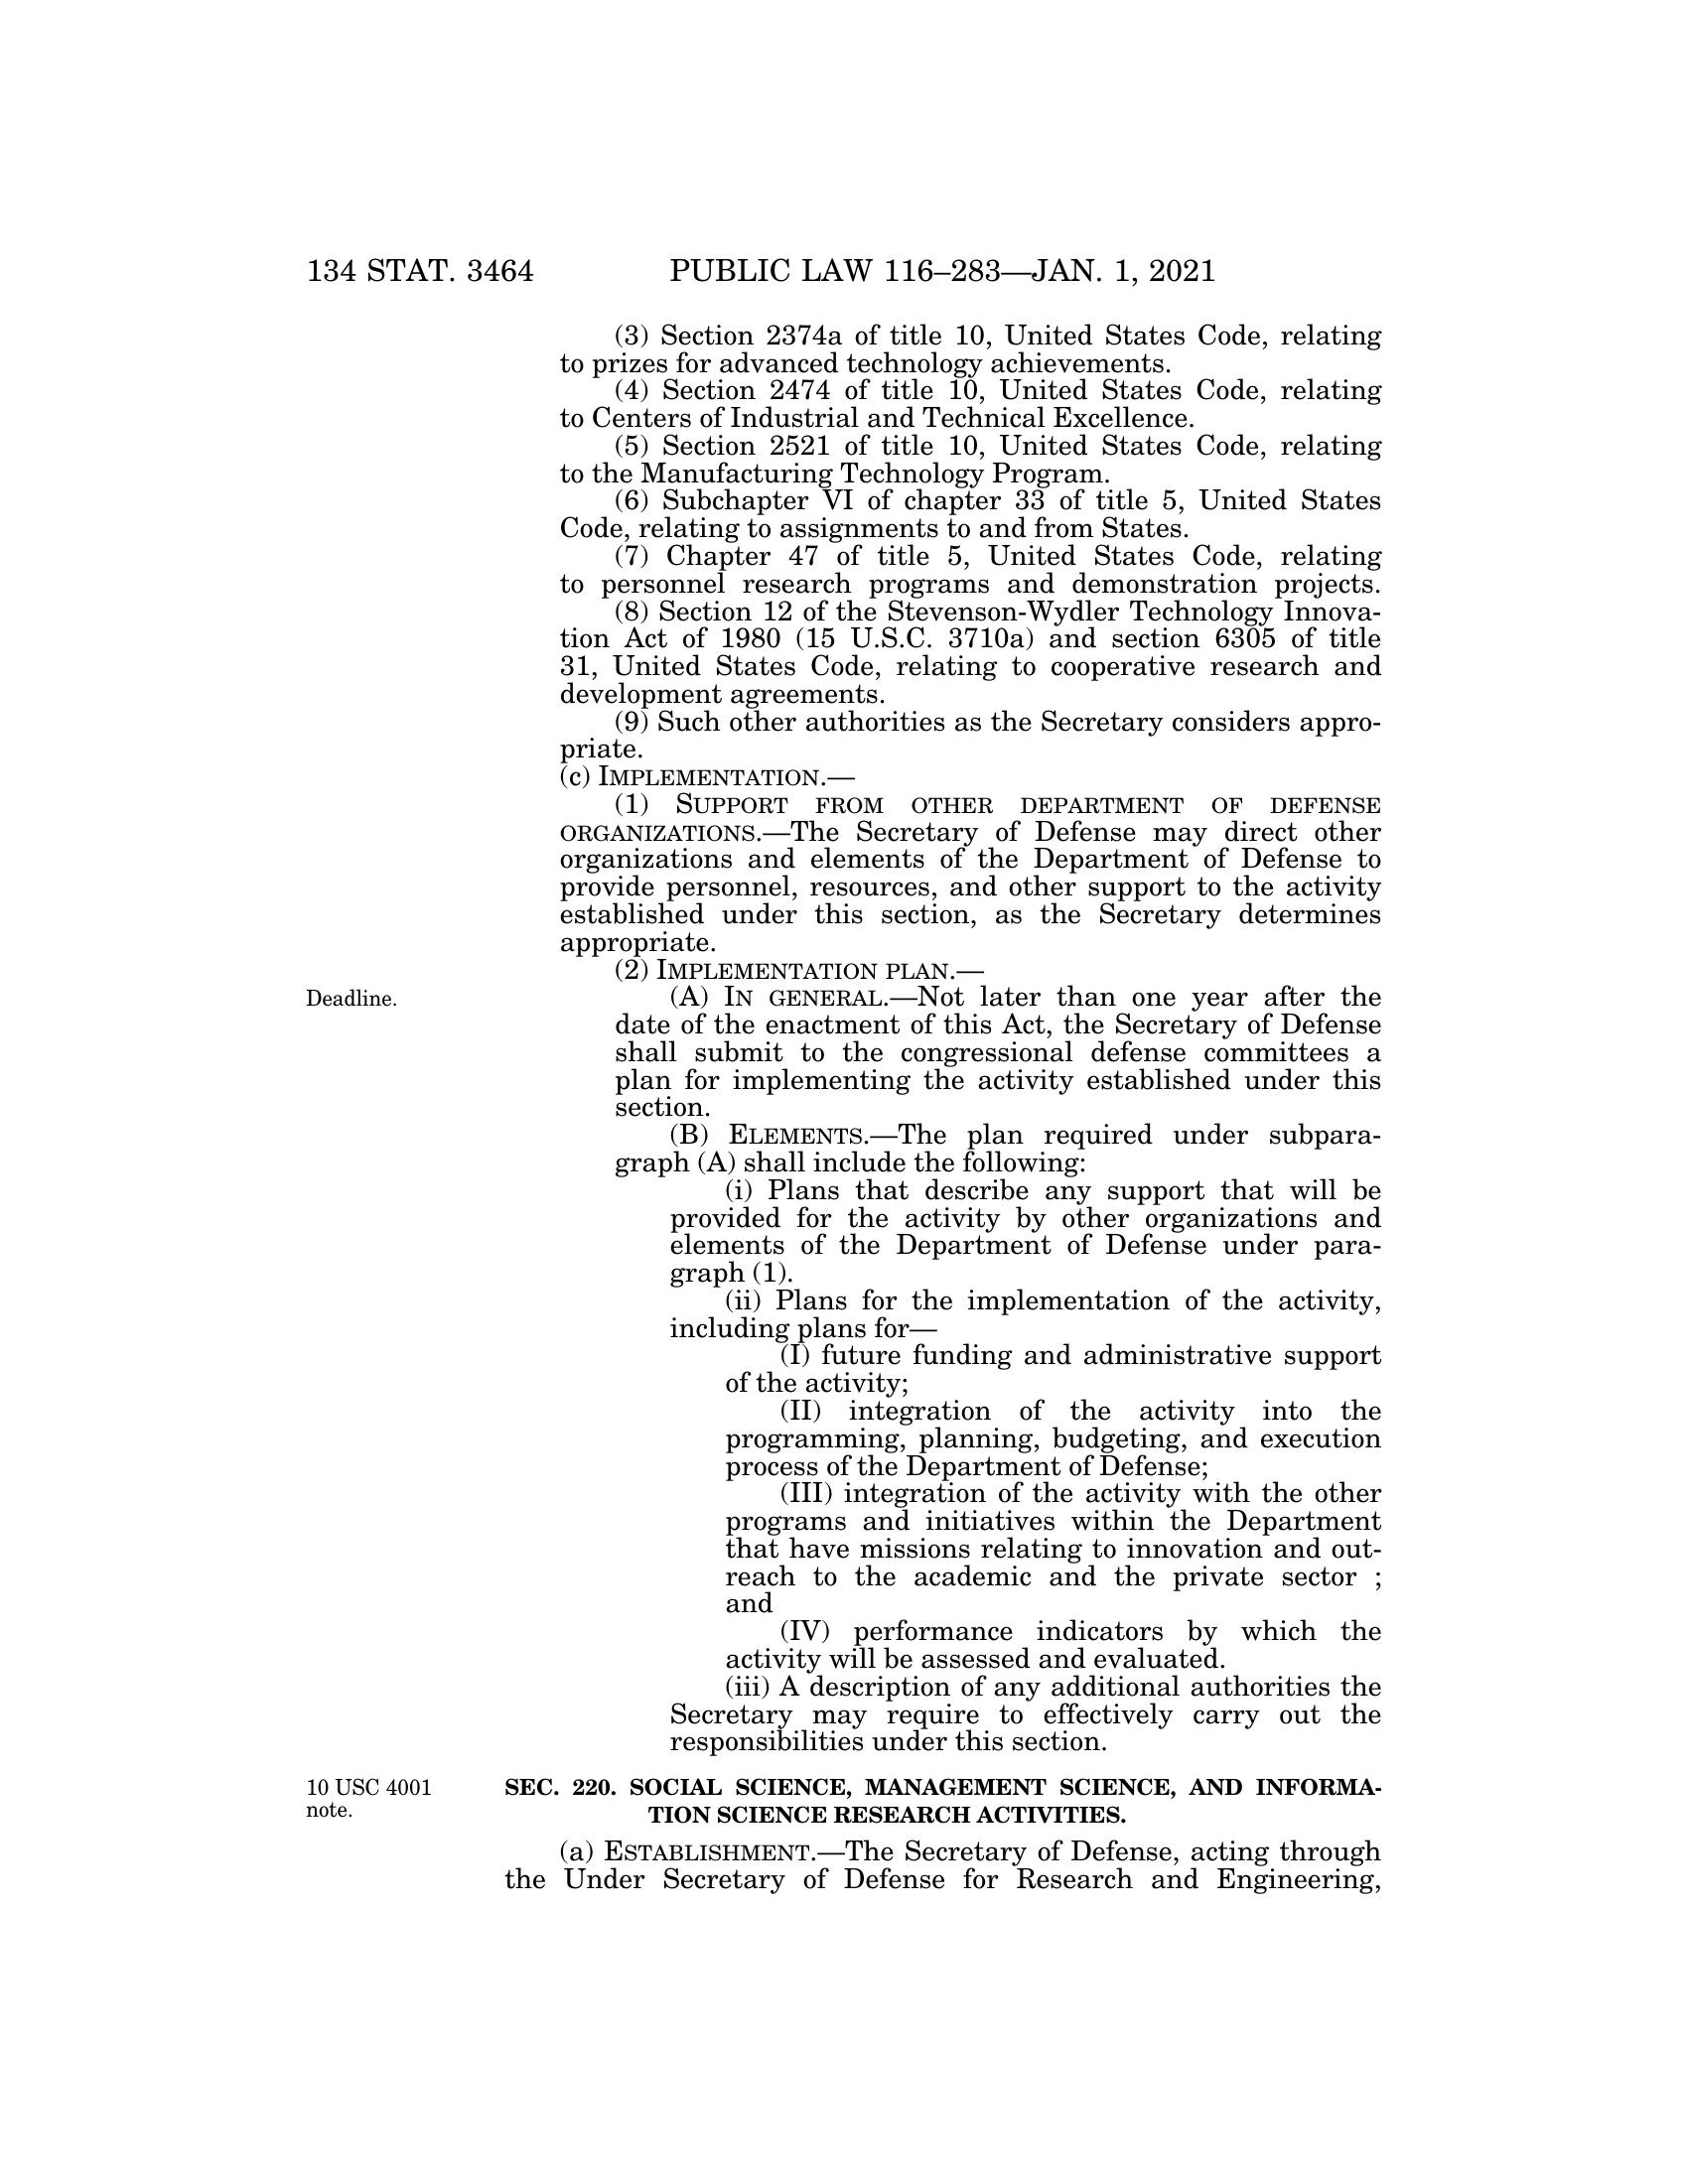 134 STAT. 3464 PUBLIC LAW 116–283—JAN. 1, 2021
(3) Section 2374a of title 10, United States Code, relating
to prizes for advanced technology achievements.
(4) Section 2474 of title 10, United States Code, relating
to Centers of Industrial and Technical Excellence.
(5) Section 2521 of title 10, United States Code, relating
to the Manufacturing Technology Program.
(6) Subchapter VI of chapter 33 of title 5, United States
Code, relating to assignments to and from States.
(7) Chapter 47 of title 5, United States Code, relating
to personnel research programs and demonstration projects.
(8) Section 12 of the Stevenson-Wydler Technology Innova-
tion Act of 1980 (15 U.S.C. 3710a) and section 6305 of title
31, United States Code, relating to cooperative research and
development agreements.
(9) Such other authorities as the Secretary considers appro-
priate.
(c) IMPLEMENTATION.—
(1) SUPPORT FROM OTHER DEPARTMENT OF DEFENSE
ORGANIZATIONS.—The Secretary of Defense may direct other
organizations and elements of the Department of Defense to
provide personnel, resources, and other support to the activity
established under this section, as the Secretary determines
appropriate.
(2) IMPLEMENTATION PLAN.—
Deadline.
(A) IN GENERAL.—Not later than one year after the
date of the enactment of this Act, the Secretary of Defense
shall submit to the congressional defense committees a
plan for implementing the activity established under this
section.
(B) ELEMENTS.—The plan required under subpara-
graph (A) shall include the following:
(i) Plans that describe any support that will be
provided for the activity by other organizations and
elements of the Department of Defense under para-
graph (1).
(ii) Plans for the implementation of the activity,
including plans for—
(I) future funding and administrative support
of the activity;
(II) integration of the activity into the
programming, planning, budgeting, and execution
process of the Department of Defense;
(III) integration of the activity with the other
programs and initiatives within the Department
that have missions relating to innovation and out-
reach to the academic and the private sector ;
and
(IV) performance indicators by which the
activity will be assessed and evaluated.
(iii) A description of any additional authorities the
Secretary may require to effectively carry out the
responsibilities under this section.
10 USC 4001
note.
SEC. 220. SOCIAL SCIENCE, MANAGEMENT SCIENCE, AND INFORMA-
TION SCIENCE RESEARCH ACTIVITIES.
(a) ESTABLISHMENT.—The Secretary of Defense, acting through
the Under Secretary of Defense for Research and Engineering,